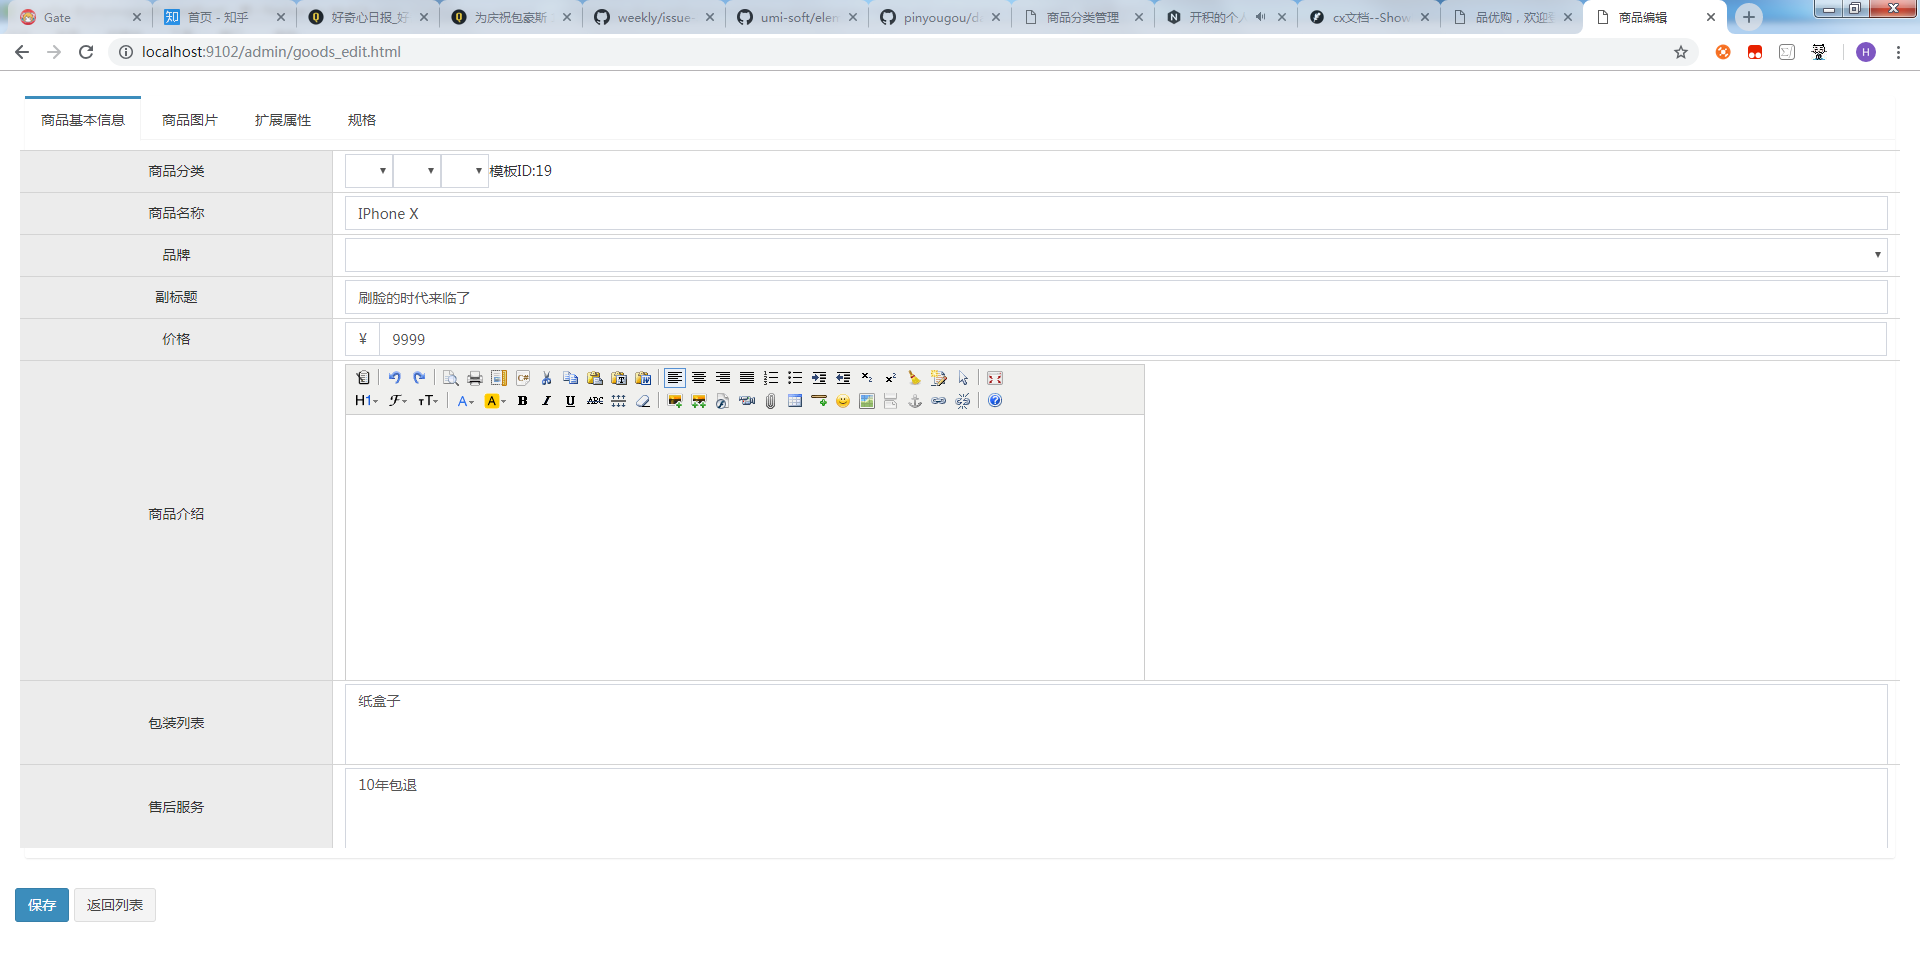 Gate
首页 - 知乎
好奇心日报_好
为庆祝包豪斯
weekly/issue-
umi-soft/elem
pinyougou/da
商品分类管理
开积的个人
cx文档--Show
品优购，欢迎
商品编辑
localhost:9102/admin/goods_edit.html
H
商品基本信息 商品图片 扩展属性 规格
商品分类 模板ID:19
商品名称 IPhone X
品牌
副标题 刷脸的时代来临了
价格 ¥ 9999
商品介绍
包装列表 纸盒子
售后服务 10年包退
保存 返回列表